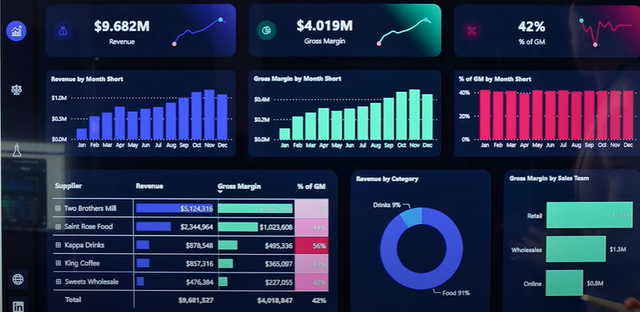 $9.682M
Revenue
$4.019M
Gross Margin
42%
% of GM
Revenue by Month Short
$1.0M
$0.5M
$0.0M
Jan Feb Mar Apr May Jun Jul Aug Sep Oct Nov Dec
Gross Margin by Month Short
$0.4M
$0.2M
$0.0M
Jan Feb Mar Apr May Jun Jul Aug Sep Oct Nov Dec
% of GM by Month Short
40%
20%
0%
Jan Feb Mar Apr May Jun Jul Aug Sep Oct Nov Dec
Supplier Revenue Gross Margin % of GM
Two Brothers Mill $5,124,316
Saint Rose Food $2,344,964 $1,023,608 44%
Kappa Drinks $878,548 $495,336 56%
King Coffee $857,316 $365,097
Sweets Wholesale $476,384 $227,055 48%
Total $9,681,527 $4,018,847 42%
Revenue by Category
Drinks 9%
Food 91%
Gross Margin by Sales Team
Retail
Wholesales $1.3M
Online $0.8M
in